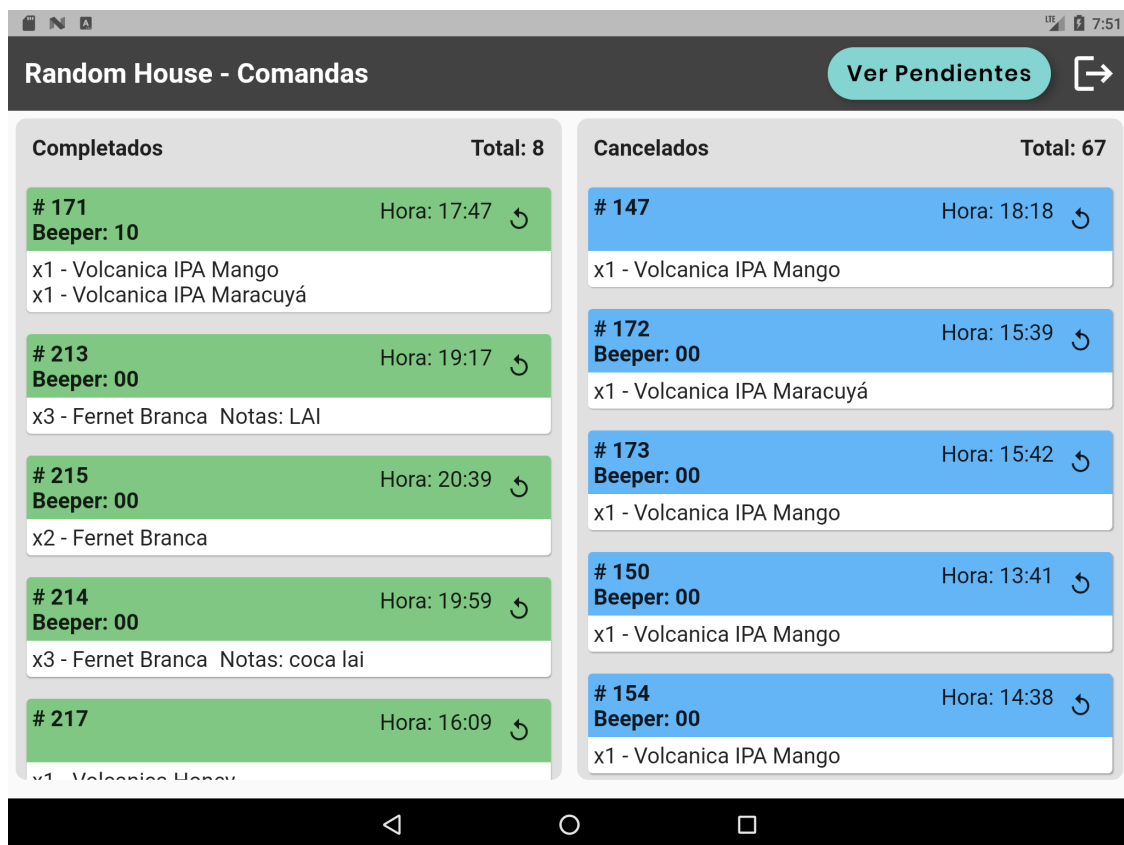 LTE 7:51
Random House - Comandas
Ver Pendientes
Completados
Total: 8
# 171
Hora: 17:47
Beeper: 10
x1 - Volcanica IPA Mango
x1 - Volcanica IPA Maracuyá
# 213
Hora: 19:17
Beeper: 00
x3 - Fernet Branca  Notas: LAI
# 215
Hora: 20:39
Beeper: 00
x2 - Fernet Branca
# 214
Hora: 19:59
Beeper: 00
x3 - Fernet Branca  Notas: coca lai
# 217
Hora: 16:09
x1 - Volcanica Honey
Cancelados
Total: 67
# 147
Hora: 18:18
x1 - Volcanica IPA Mango
# 172
Hora: 15:39
Beeper: 00
x1 - Volcanica IPA Maracuyá
# 173
Hora: 15:42
Beeper: 00
x1 - Volcanica IPA Mango
# 150
Hora: 13:41
Beeper: 00
x1 - Volcanica IPA Mango
# 154
Hora: 14:38
Beeper: 00
x1 - Volcanica IPA Mango